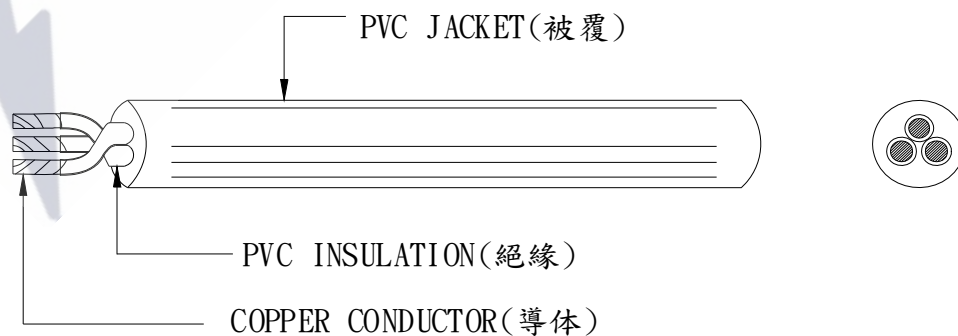 PVC JACKET(被覆)
PVC INSULATION(絕緣)
COPPER CONDUCTOR(導体)